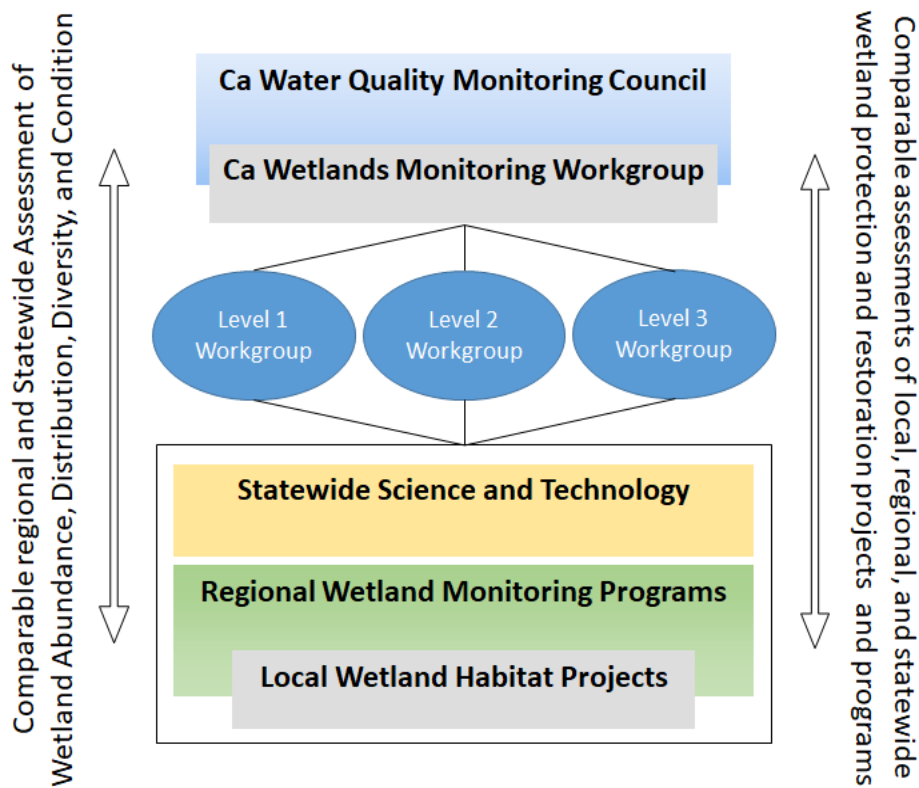 Comparable regional and Statewide Assessment of
Wetland Abundance, Distribution, Diversity, and Condition
Ca Water Quality Monitoring Council
Ca Wetlands Monitoring Workgroup
Level 1
Workgroup
Level 2
Workgroup
Level 3
Workgroup
Statewide Science and Technology
Regional Wetland Monitoring Programs
Local Wetland Habitat Projects
Comparable assessments of local, regional, and statewide
wetland protection and restoration projects and programs